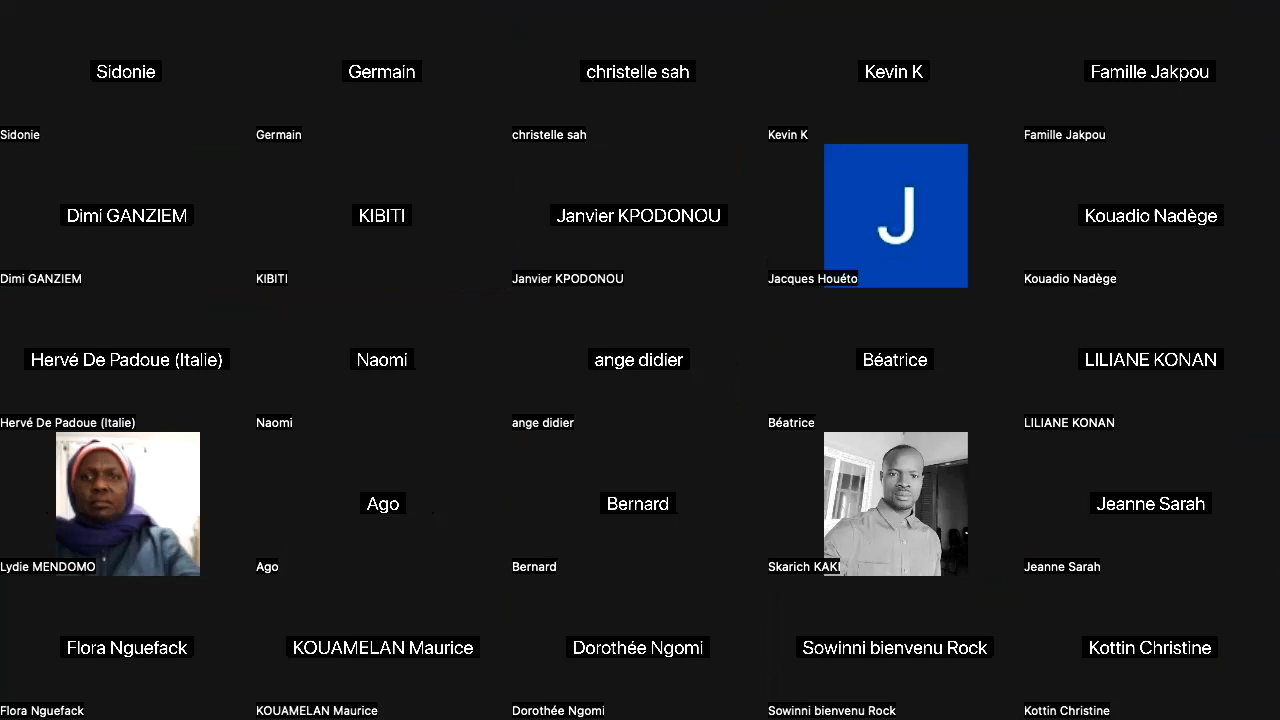 Sidonie
Germain
christelle sah
Kevin K
Famille Jakpou
Sidonie
Germain
christelle sah
Kevin K
Famille Jakpou
Dimi GANZIEM
KIBITI
Janvier KPODONOU
J
Kouadio Nadège
Dimi GANZIEM
KIBITI
Janvier KPODONOU
Jacques Houéto
Kouadio Nadège
Hervé De Padoue (Italie)
Naomi
ange didier
Béatrice
LILIANE KONAN
Hervé De Padoue (Italie)
Naomi
ange didier
Béatrice
LILIANE KONAN
Ago
Bernard
Jeanne Sarah
Lydie MENDOMO
Ago
Bernard
Skarich KAKI
Jeanne Sarah
Flora Nguefack
KOUAMELAN Maurice
Dorothée Ngomi
Sowinni bienvenu Rock
Kottin Christine
Flora Nguefack
KOUAMELAN Maurice
Dorothée Ngomi
Sowinni bienvenu Rock
Kottin Christine